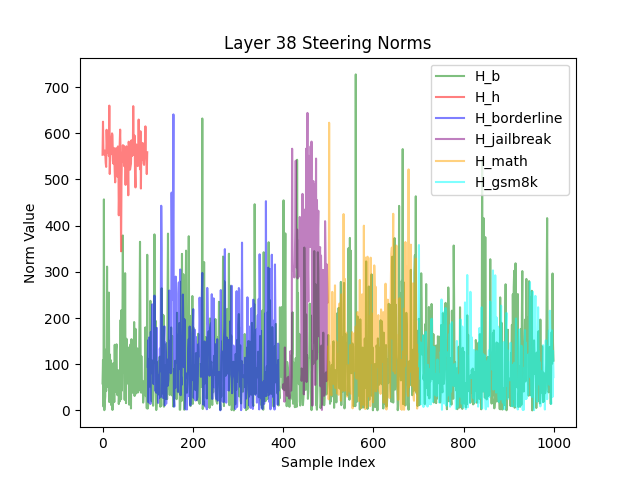 Layer 38 Steering Norms
Norm Value
700
600
500
400
300
200
100
0
0
200
400
600
800
1000
Sample Index
H_b
H_h
H_borderline
H_jailbreak
H_math
H_gsm8k